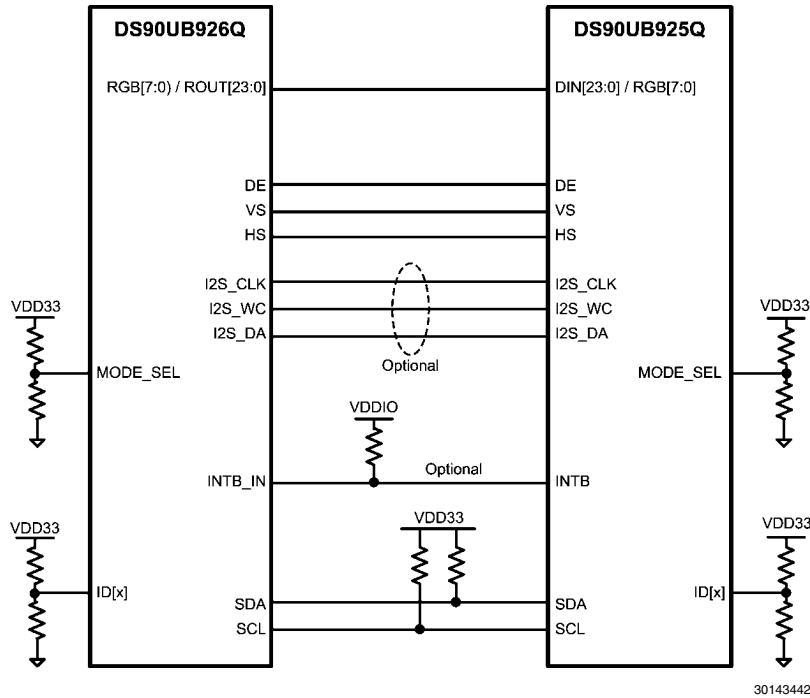 DS90UB926Q
DS90UB925Q
RGB[7:0) / ROUT[23:0]
DIN[23:0] / RGB[7:0]
DE
DE
VS
VS
HS
HS
I2S_CLK
I2S_CLK
I2S_WC
I2S_WC
I2S_DA
I2S_DA
Optional
VDD33
VDD33
MODE_SEL
MODE_SEL
VDDIO
Optional
INTB_IN
INTB
VDD33
VDD33
VDD33
ID[x]
ID[x]
SDA
SDA
SCL
SCL
30143442